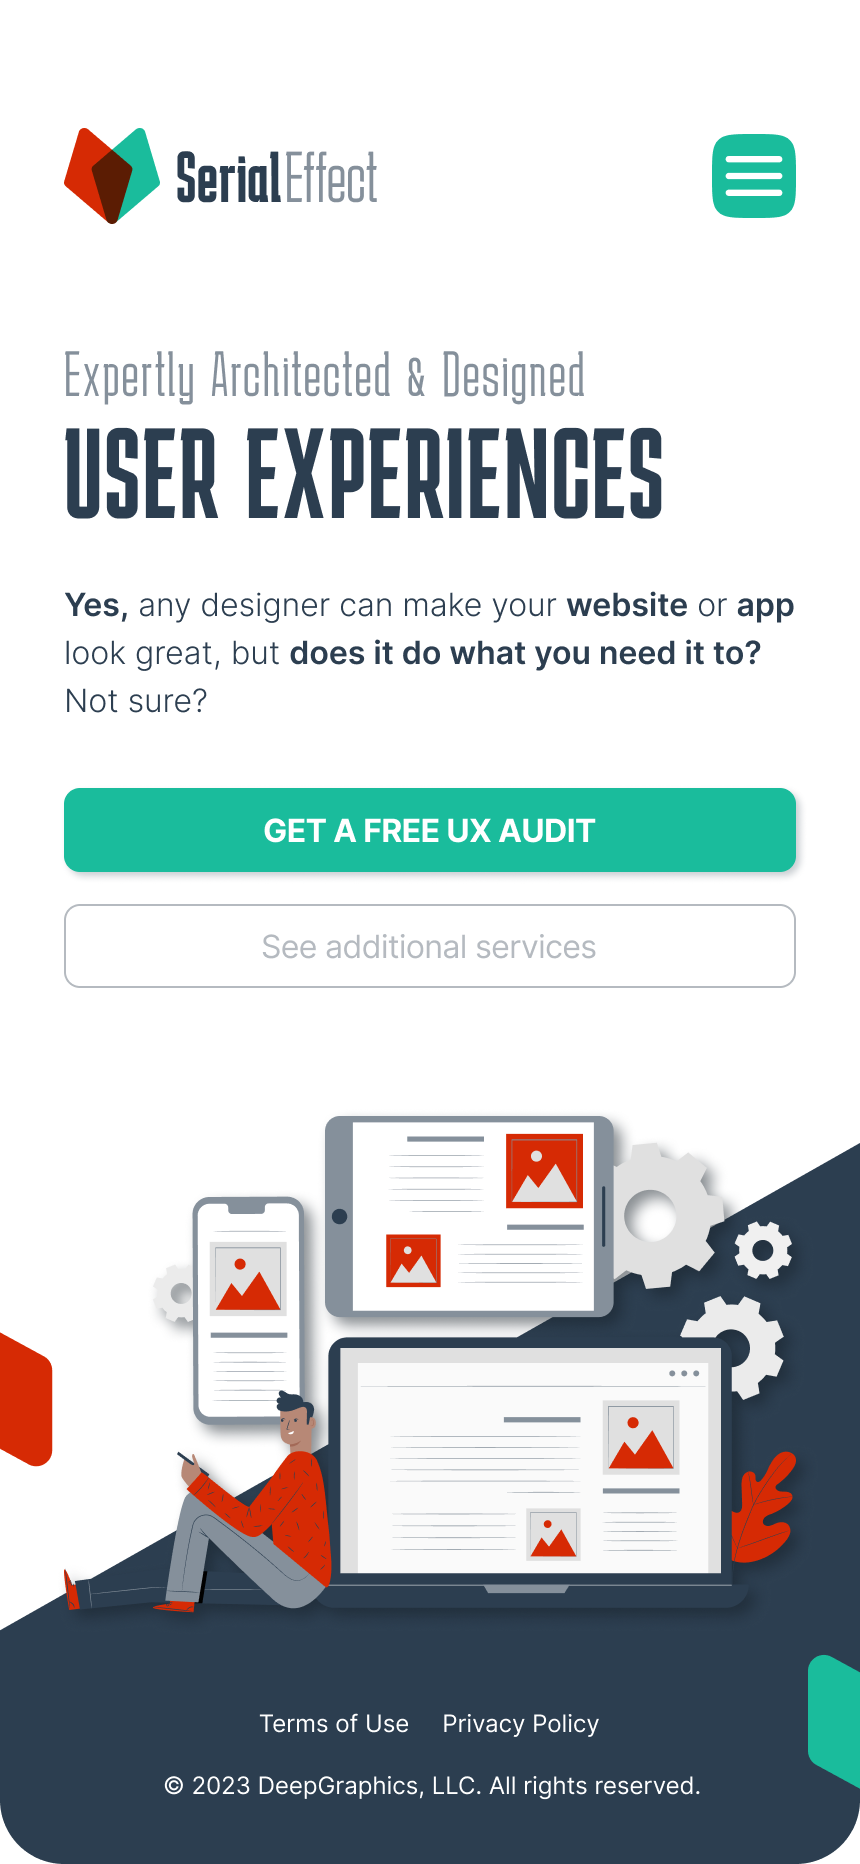 SerialEffect
Expertly Architected & Designed
USER EXPERIENCES
Yes, any designer can make your website or app
look great, but does it do what you need it to?
Not sure?
GET A FREE UX AUDIT
See additional services
Terms of Use Privacy Policy
© 2023 DeepGraphics, LLC. All rights reserved.